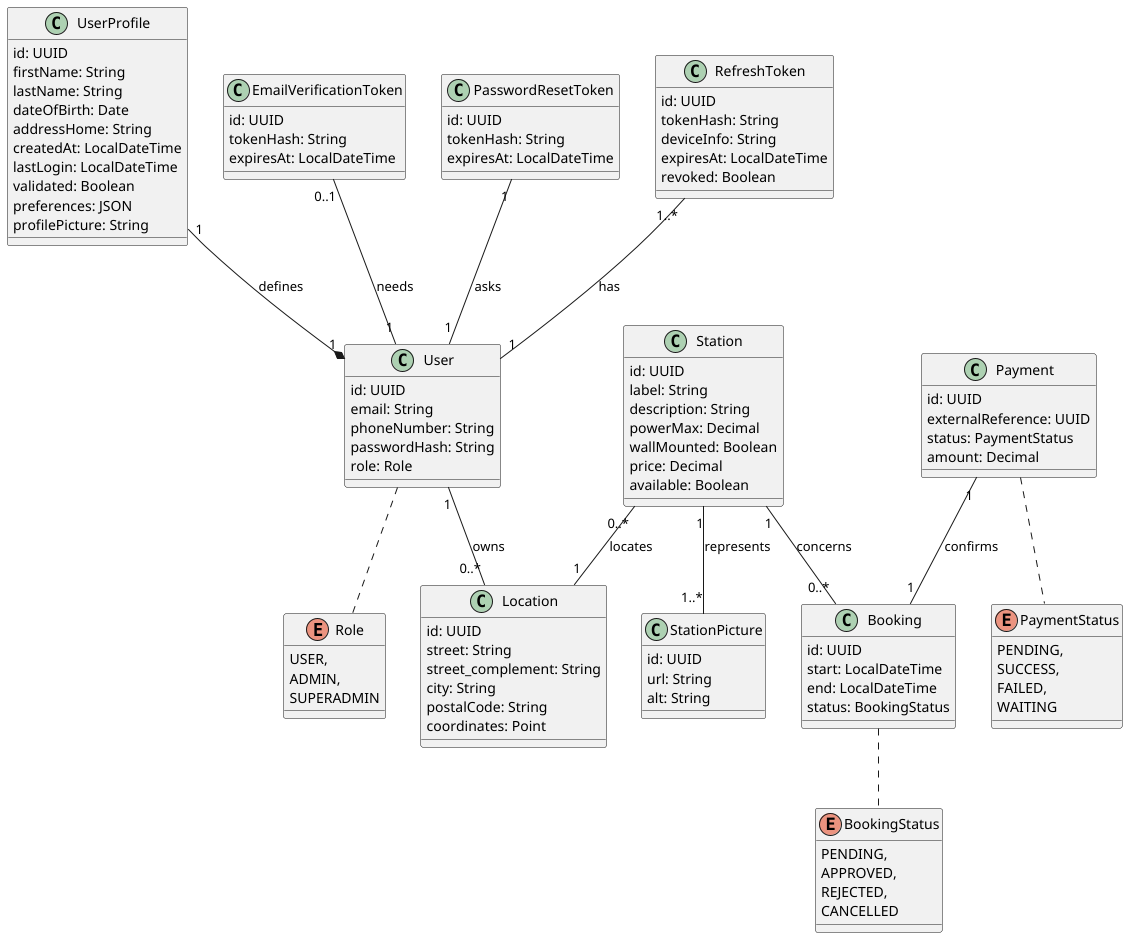 C UserProfile
id: UUID
firstName: String
lastName: String
dateOfBirth: Date
addressHome: String
createdAt: LocalDateTime
lastLogin: LocalDateTime
validated: Boolean
preferences: JSON
profilePicture: String
C EmailVerificationToken
id: UUID
tokenHash: String
expiresAt: LocalDateTime
C PasswordResetToken
id: UUID
tokenHash: String
expiresAt: LocalDateTime
C RefreshToken
id: UUID
tokenHash: String
deviceInfo: String
expiresAt: LocalDateTime
revoked: Boolean
1
0..1
1
1..*
defines
needs
asks
has
1
1
1
1
C User
id: UUID
email: String
phoneNumber: String
passwordHash: String
role: Role
C Station
id: UUID
label: String
description: String
powerMax: Decimal
wallMounted: Boolean
price: Decimal
available: Boolean
C Payment
id: UUID
externalReference: UUID
status: PaymentStatus
amount: Decimal
1
0..*
1
1
1
owns
locates
represents
concerns
confirms
0..*
1
1..*
0..*
1
E Role
USER,
ADMIN,
SUPERADMIN
C Location
id: UUID
street: String
street_complement: String
city: String
postalCode: String
coordinates: Point
C StationPicture
id: UUID
url: String
alt: String
C Booking
id: UUID
start: LocalDateTime
end: LocalDateTime
status: BookingStatus
E PaymentStatus
PENDING,
SUCCESS,
FAILED,
WAITING
E BookingStatus
PENDING,
APPROVED,
REJECTED,
CANCELLED